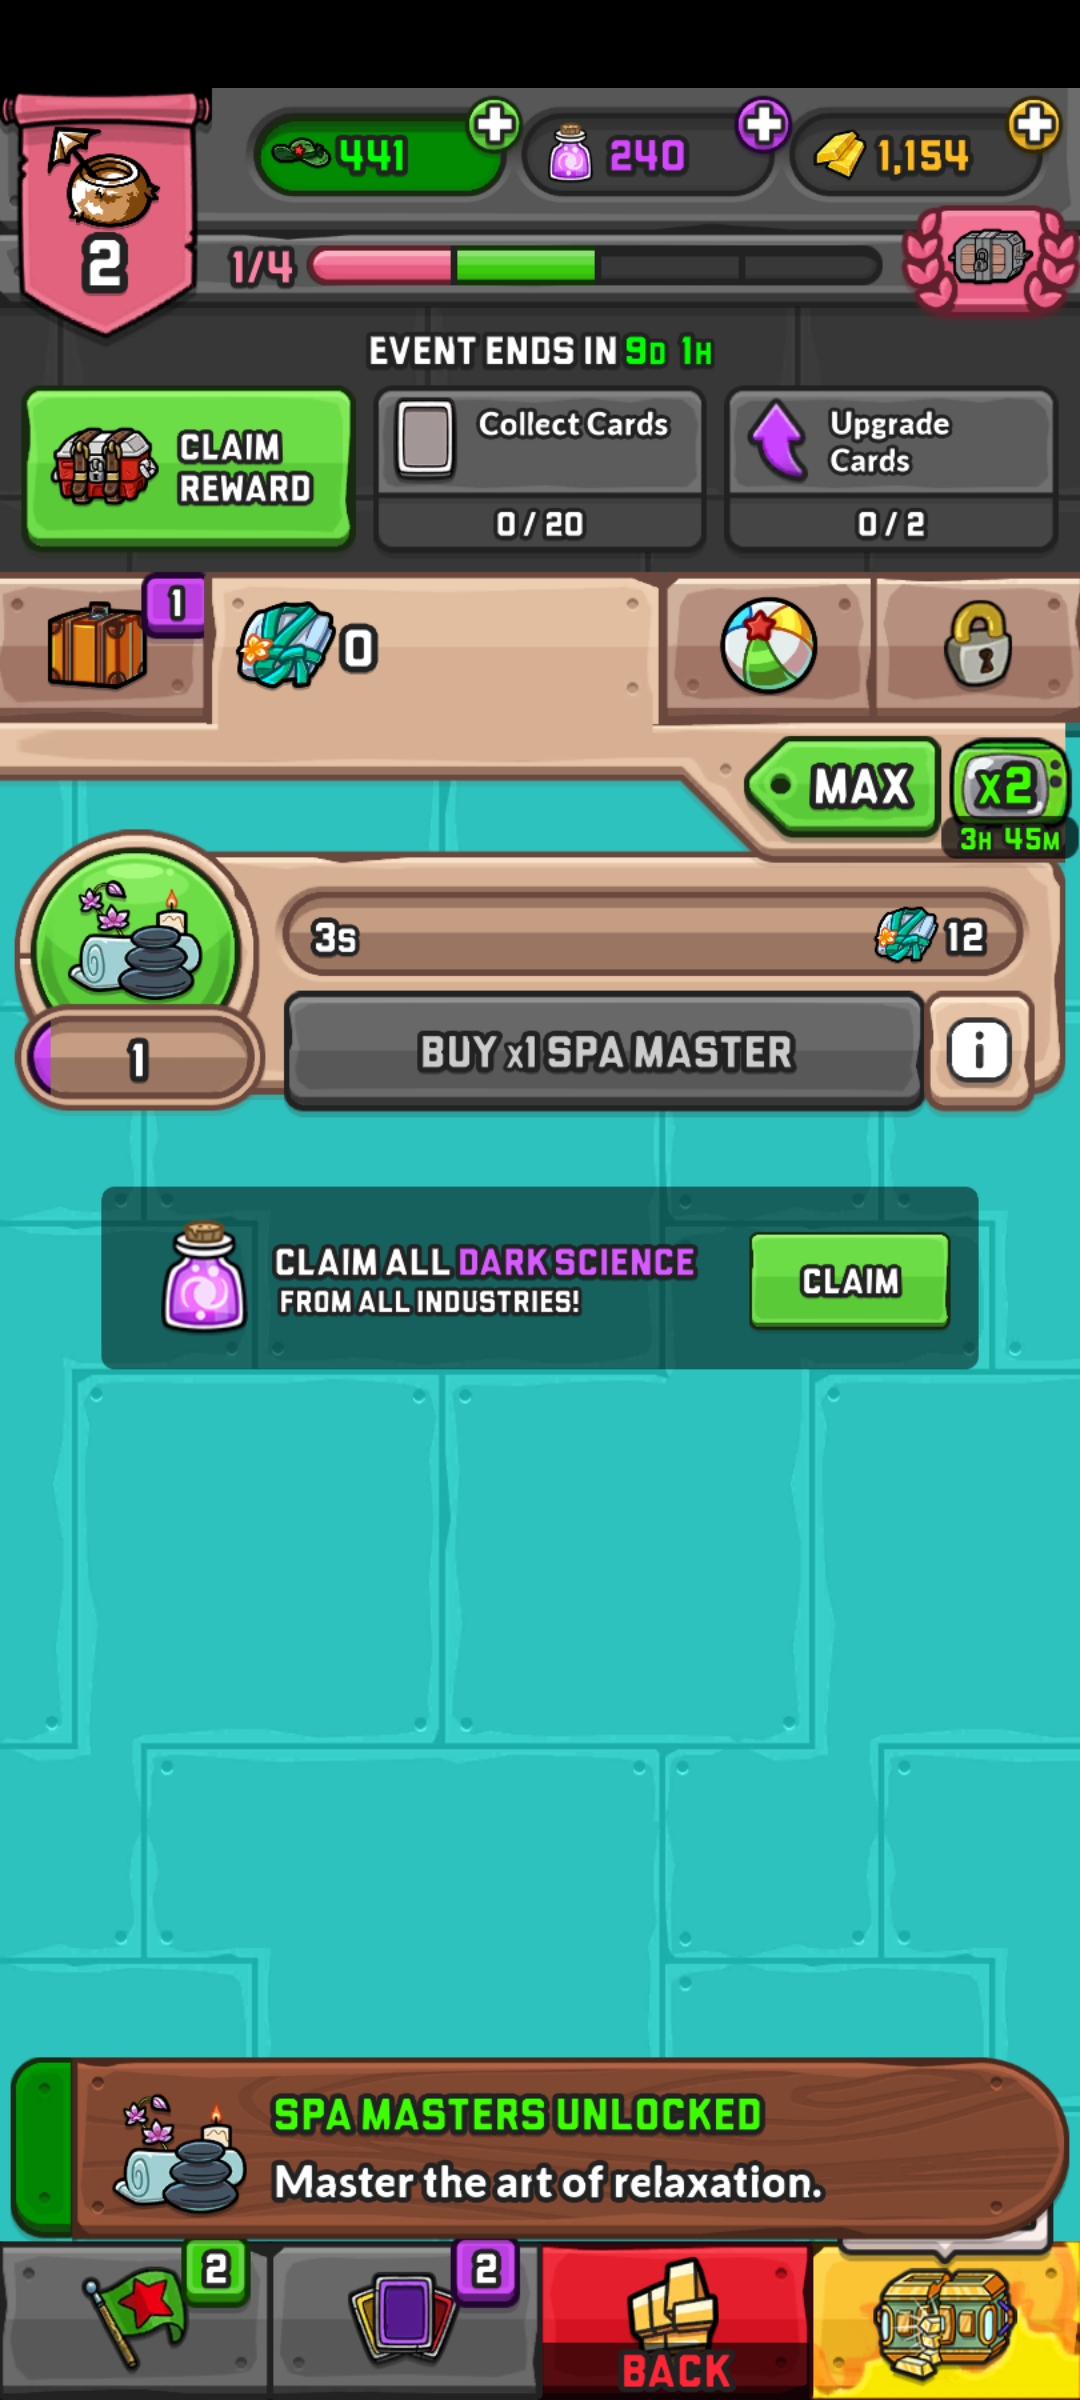 441
240
1,154
2
1/4
EVENT ENDS IN 9D 1H
CLAIM
REWARD
Collect Cards
0 / 20
Upgrade
Cards
0 / 2
1
0
MAX
x2
3H 45M
3s
12
1
BUY x1 SPA MASTER
i
CLAIM ALL DARK SCIENCE
FROM ALL INDUSTRIES!
CLAIM
SPA MASTERS UNLOCKED
Master the art of relaxation.
2
2
BACK